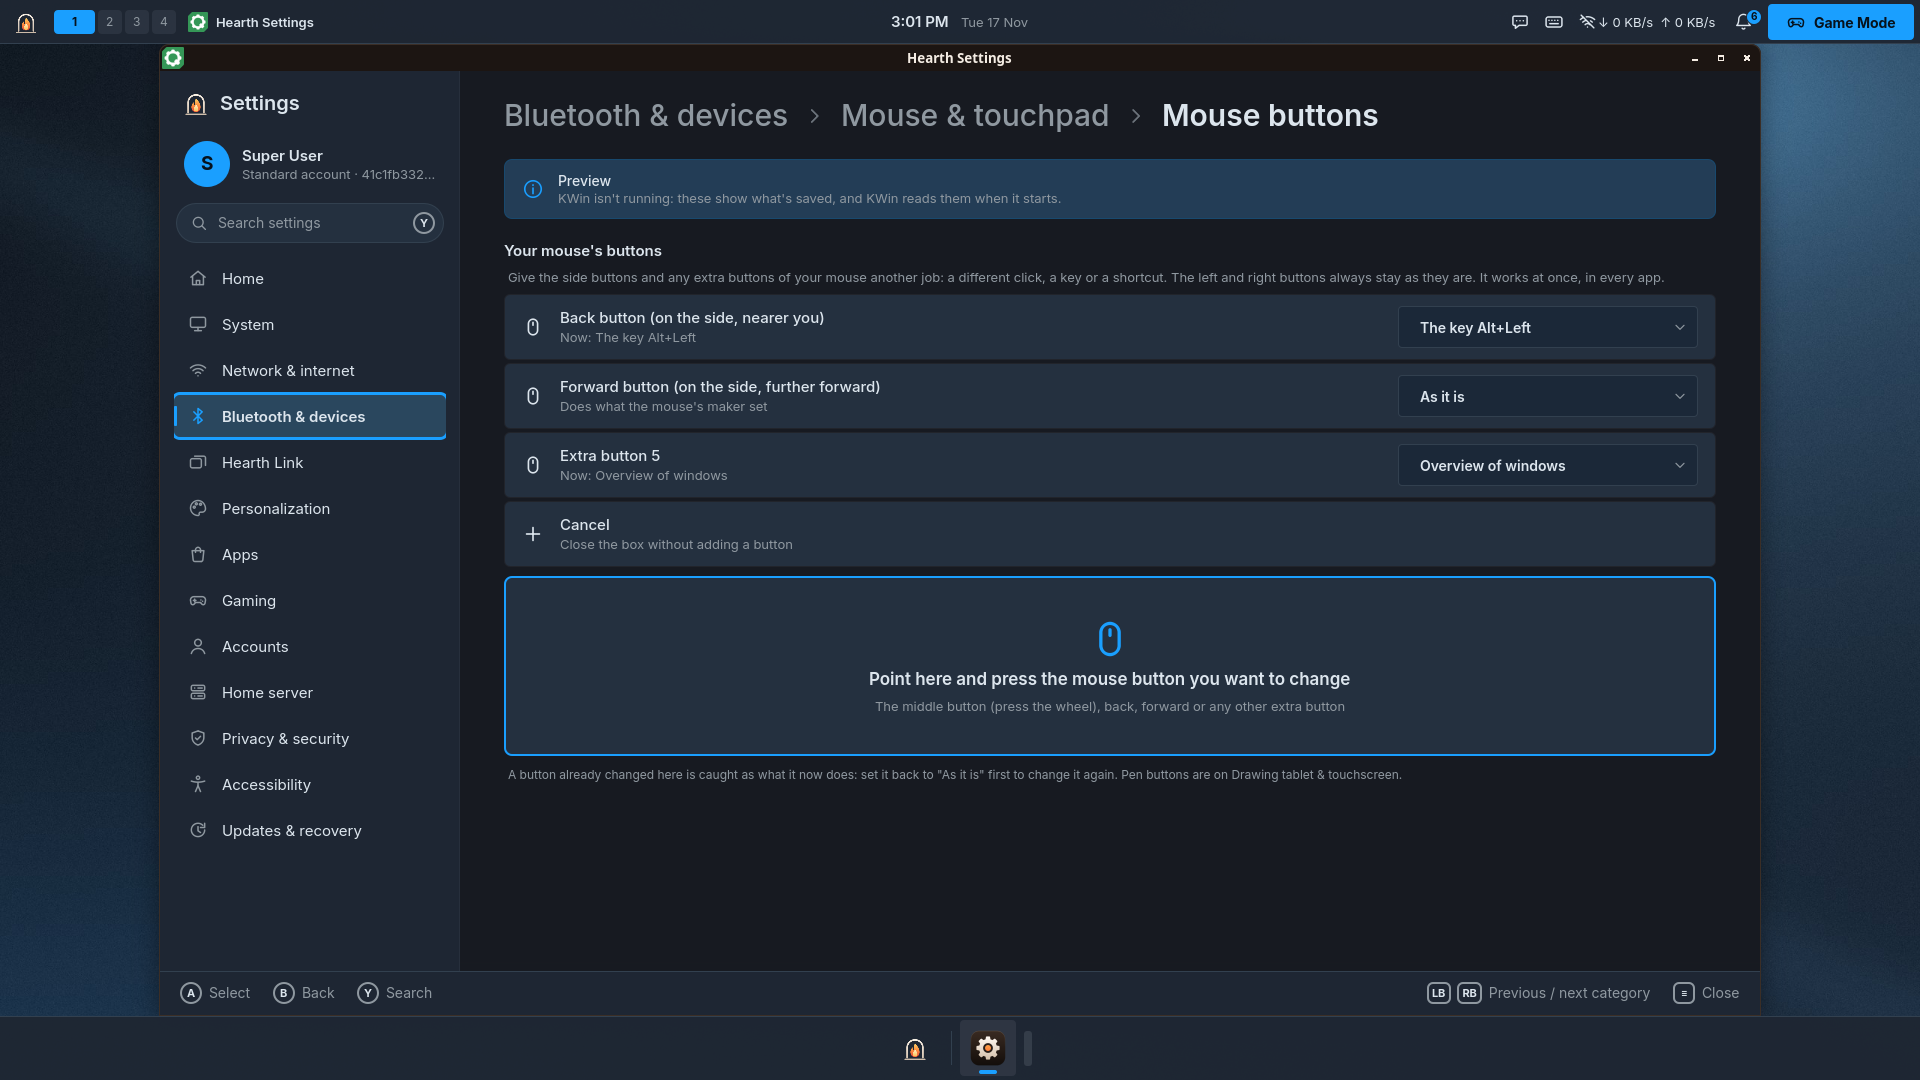 1 2 3 4 Hearth Settings
3:01 PM Tue 17 Nov
↓ 0 KB/s ↑ 0 KB/s
6
Game Mode
Hearth Settings
Settings
S
Super User
Standard account · 41c1fb332...
Search settings
Y
Home
System
Network & internet
Bluetooth & devices
Hearth Link
Personalization
Apps
Gaming
Accounts
Home server
Privacy & security
Accessibility
Updates & recovery
Bluetooth & devices > Mouse & touchpad > Mouse buttons
Preview
KWin isn't running: these show what's saved, and KWin reads them when it starts.
Your mouse's buttons
Give the side buttons and any extra buttons of your mouse another job: a different click, a key or a shortcut. The left and right buttons always stay as they are. It works at once, in every app.
Back button (on the side, nearer you)
Now: The key Alt+Left
The key Alt+Left
Forward button (on the side, further forward)
Does what the mouse's maker set
As it is
Extra button 5
Now: Overview of windows
Overview of windows
Cancel
Close the box without adding a button
Point here and press the mouse button you want to change
The middle button (press the wheel), back, forward or any other extra button
A button already changed here is caught as what it now does: set it back to "As it is" first to change it again. Pen buttons are on Drawing tablet & touchscreen.
A Select B Back Y Search
LB RB Previous / next category ≡ Close